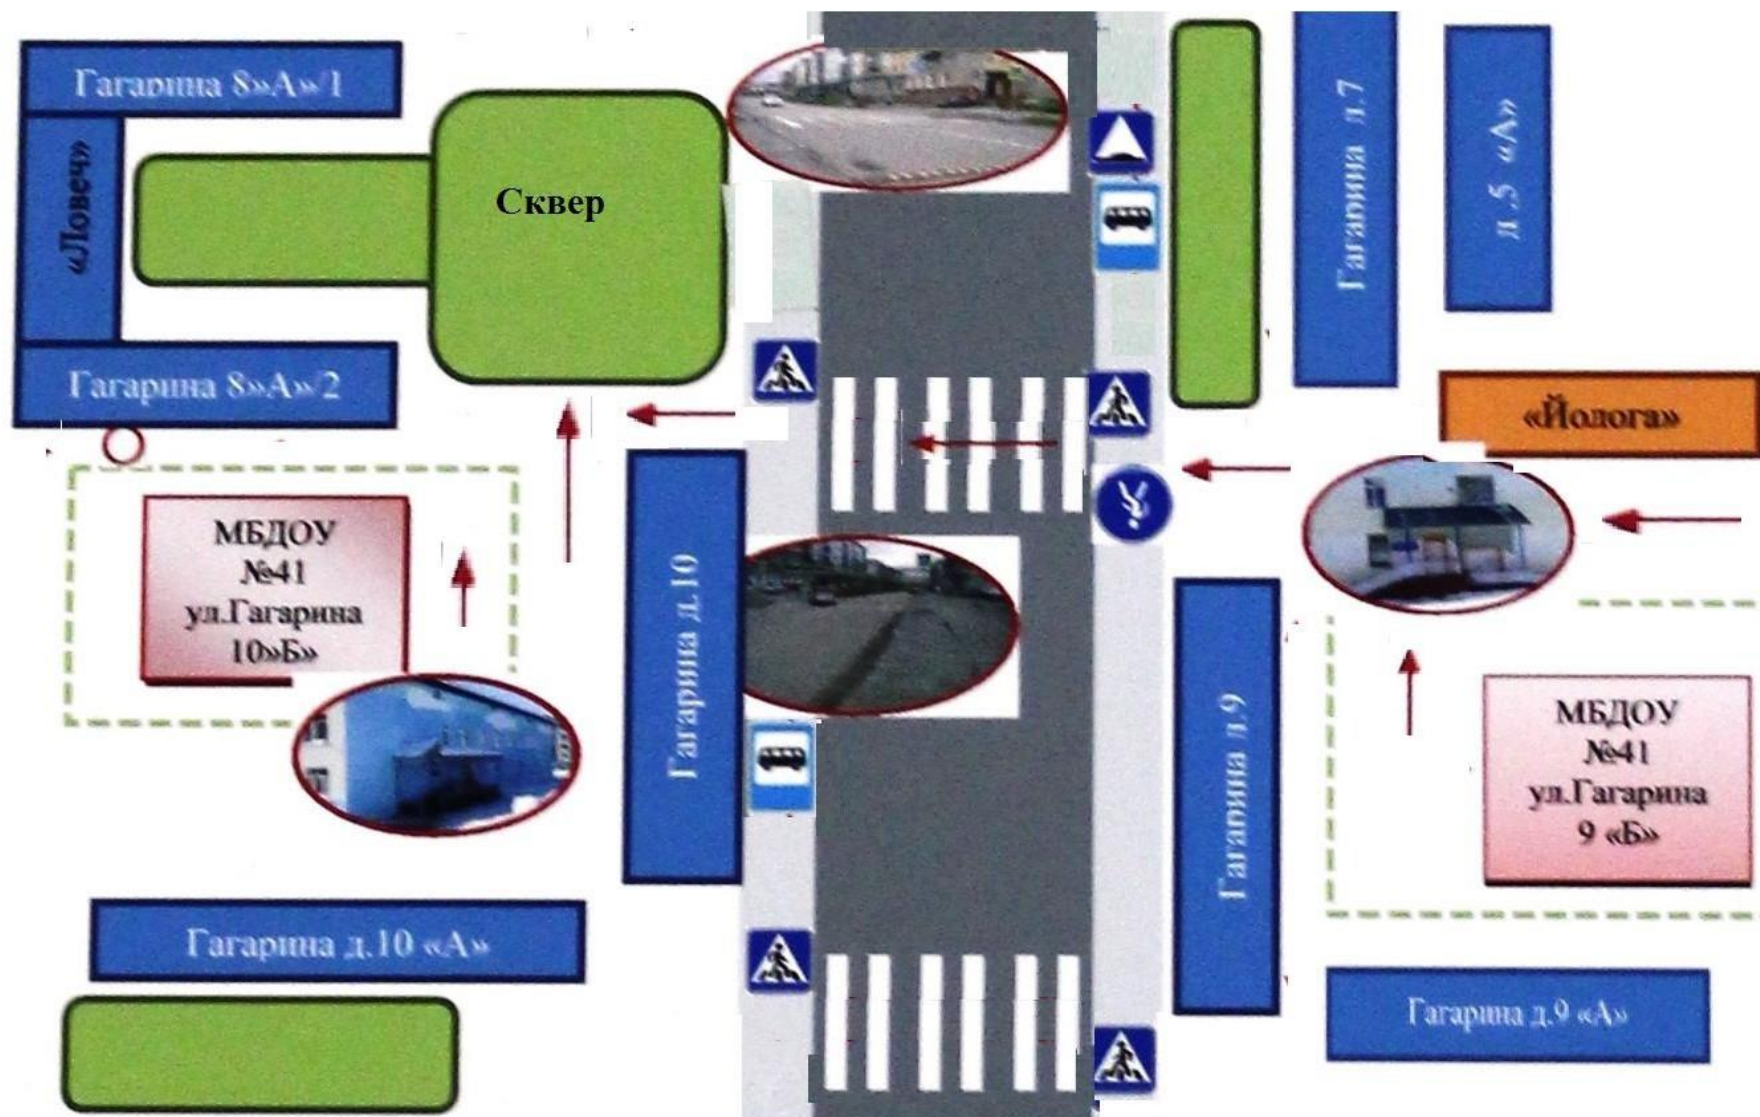 Гагарина 8»А»/1
«Ловеч»
Сквер
Гагарина 8»А»/2
Гагарина д.7
д.5 «А»
«Йолога»
МБДОУ
№41
ул.Гагарина
10»Б»
Гагарина д.10
Гагарина д.9
МБДОУ
№41
ул.Гагарина
9 «Б»
Гагарина д.10 «А»
Гагарина д.9 «А»